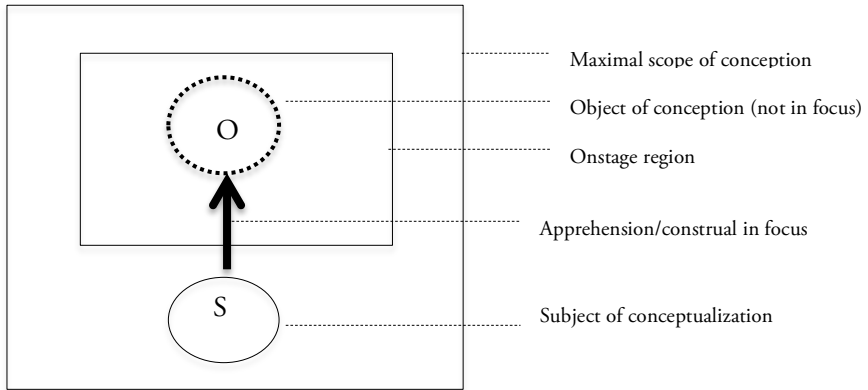 Maximal scope of conception
O
Object of conception (not in focus)
Onstage region
Apprehension/construal in focus
S
Subject of conceptualization